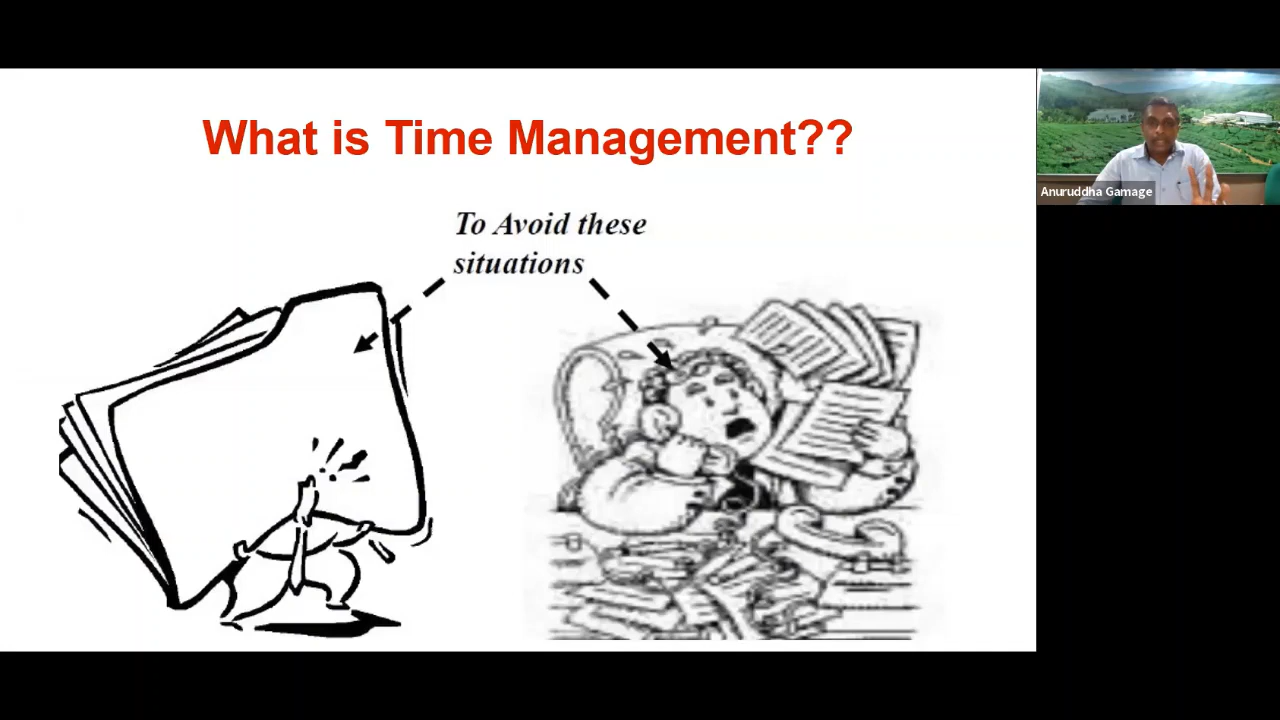 What is Time Management??
To Avoid these
situations
Anuruddha Gamage